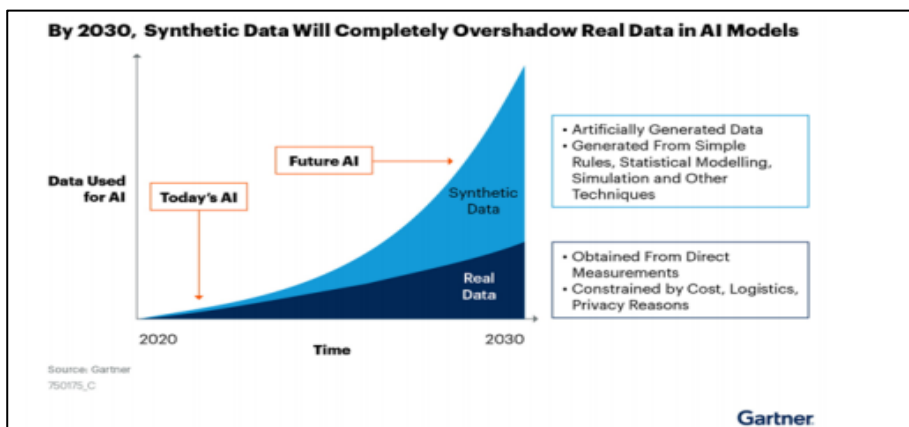 By 2030, Synthetic Data Will Completely Overshadow Real Data in AI Models
Data Used
for AI
Today's AI
Future AI
Synthetic
Data
Real
Data
• Artificially Generated Data
• Generated From Simple
Rules, Statistical Modelling,
Simulation and Other
Techniques
• Obtained From Direct
Measurements
• Constrained by Cost, Logistics,
Privacy Reasons
2020
Time
2030
Source: Gartner
750175_C
Gartner